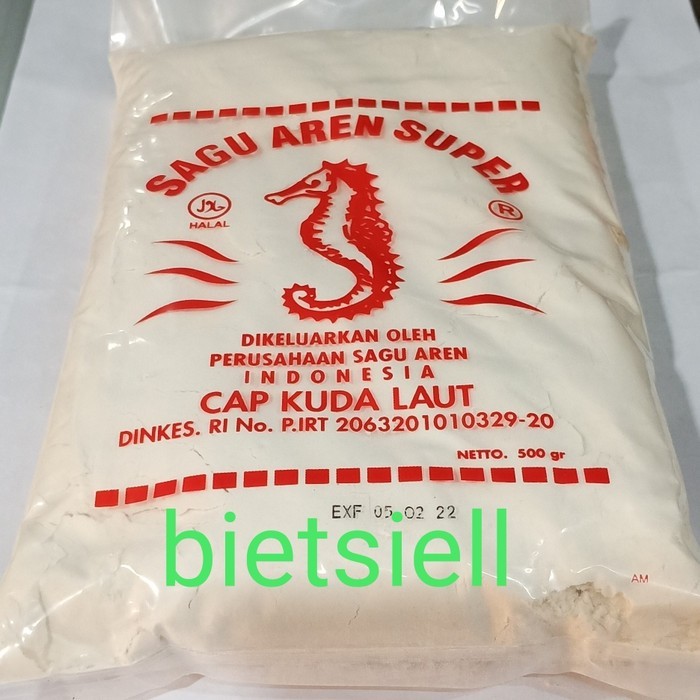 SAGU AREN SUPER
حلال
HALAL
®
DIKELUARKAN OLEH
PERUSAHAAN SAGU AREN
INDONESIA
CAP KUDA LAUT
DINKES. RI No. P.IRT 2063201010329-20
NETTO. 500 gr
EXF 05 02 22
bietsiell
AM